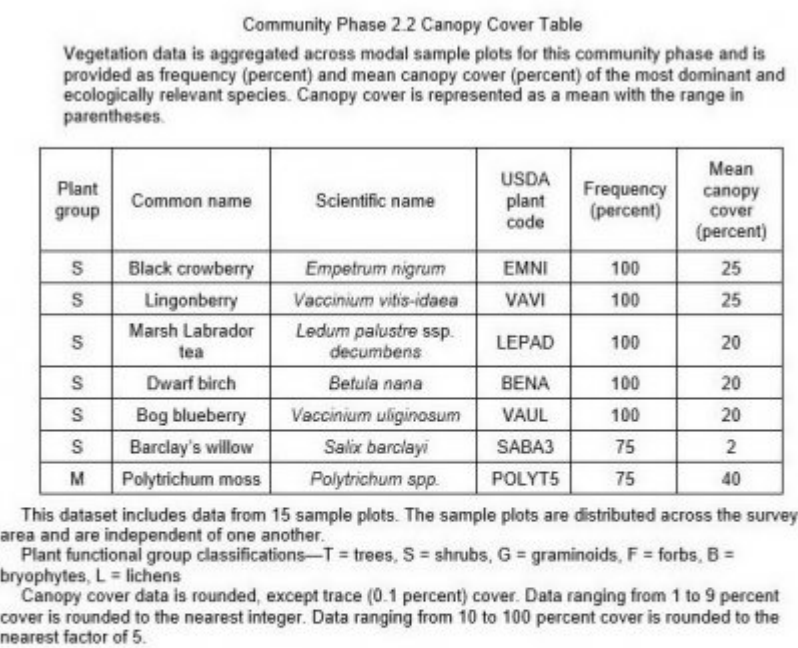 Community Phase 2.2 Canopy Cover Table
Vegetation data is aggregated across modal sample plots for this community phase and is
provided as frequency (percent) and mean canopy cover (percent) of the most dominant and
ecologically relevant species. Canopy cover is represented as a mean with the range in
parentheses.
Plant group | Common name | Scientific name | USDA plant code | Frequency (percent) | Mean canopy cover (percent)
S | Black crowberry | Empetrum nigrum | EMNI | 100 | 25
S | Lingonberry | Vaccinium vitis-idaea | VAVI | 100 | 25
S | Marsh Labrador tea | Ledum palustre ssp. decumbens | LEPAD | 100 | 20
S | Dwarf birch | Betula nana | BENA | 100 | 20
S | Bog blueberry | Vaccinium uliginosum | VAUL | 100 | 20
S | Barclay's willow | Salix barclayi | SABA3 | 75 | 2
M | Polytrichum moss | Polytrichum spp. | POLYT5 | 75 | 40
This dataset includes data from 15 sample plots. The sample plots are distributed across the survey
area and are independent of one another.
Plant functional group classifications—T = trees, S = shrubs, G = graminoids, F = forbs, B =
bryophytes, L = lichens
Canopy cover data is rounded, except trace (0.1 percent) cover. Data ranging from 1 to 9 percent
cover is rounded to the nearest integer. Data ranging from 10 to 100 percent cover is rounded to the
nearest factor of 5.